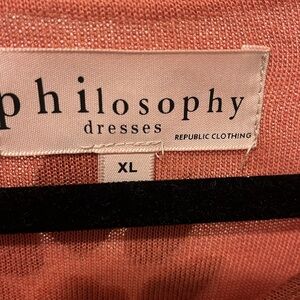 philosophy
dresses
REPUBLIC CLOTHING
XL